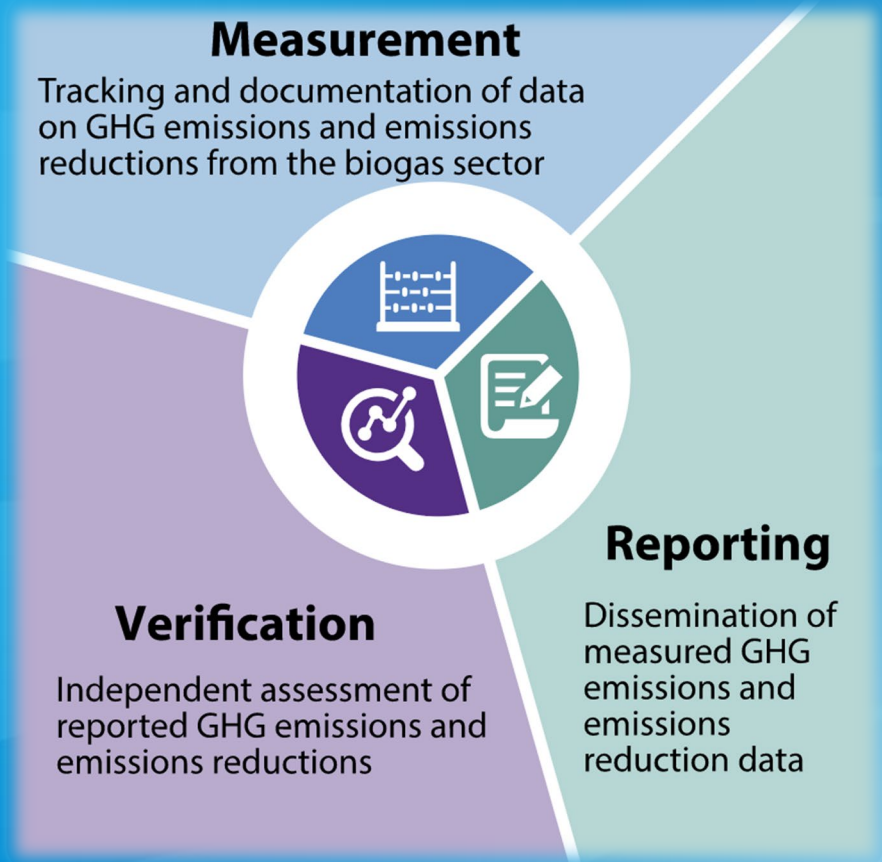 Measurement
Tracking and documentation of data
on GHG emissions and emissions
reductions from the biogas sector
Reporting
Dissemination of
measured GHG
emissions and
emissions
reduction data
Verification
Independent assessment of
reported GHG emissions and
emissions reductions